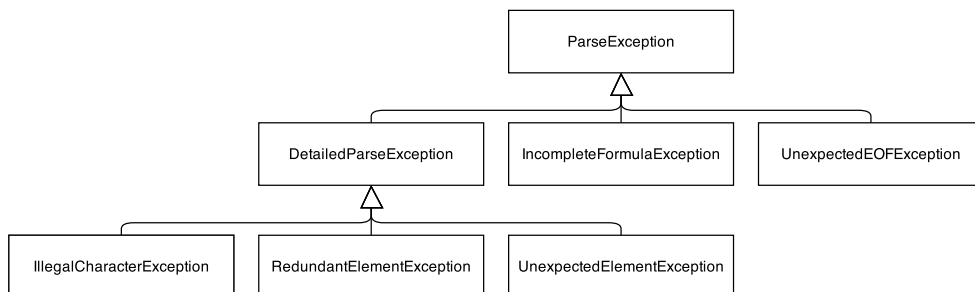 ParseException
DetailedParseException
IncompleteFormulaException
UnexpectedEOFException
IllegalCharacterException
RedundantElementException
UnexpectedElementException